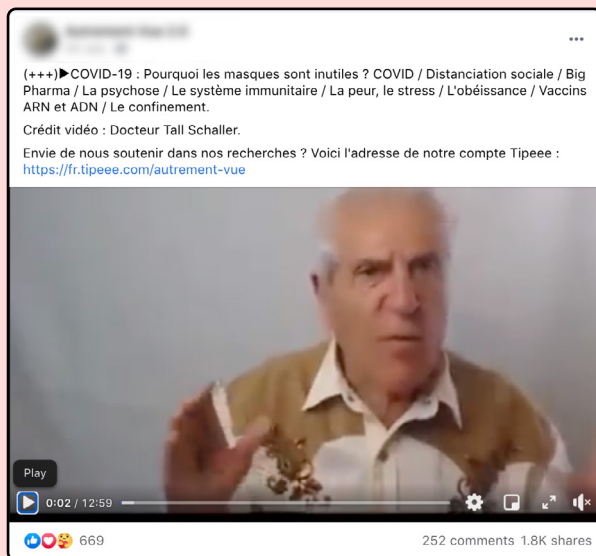 (+++)▶COVID-19 : Pourquoi les masques sont inutiles ? COVID / Distanciation sociale / Big
Pharma / La psychose / Le système immunitaire / La peur, le stress / L'obéissance / Vaccins
ARN et ADN / Le confinement.
Crédit vidéo : Docteur Tall Schaller.
Envie de nous soutenir dans nos recherches ? Voici l'adresse de notre compte Tipeee :
https://fr.tipeee.com/autrement-vue
Play
0:02 / 12:59
669
252 comments 1.8K shares